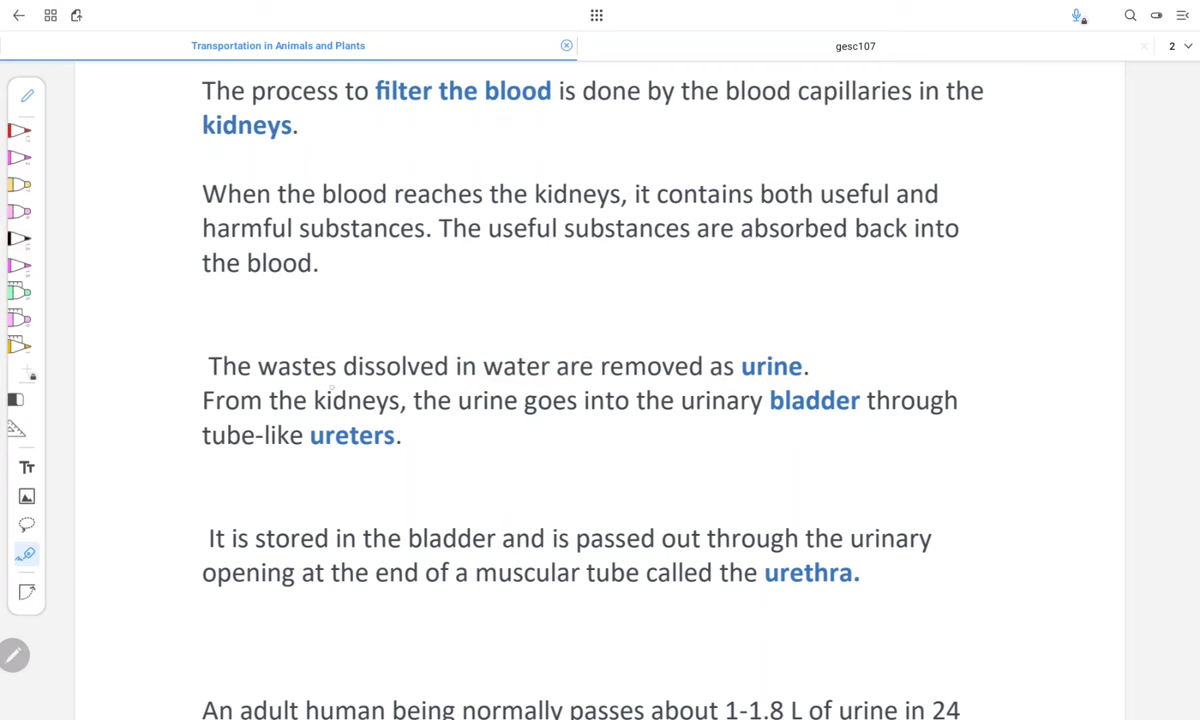 Transportation in Animals and Plants
gesc107
2
The process to filter the blood is done by the blood capillaries in the
kidneys.
When the blood reaches the kidneys, it contains both useful and
harmful substances. The useful substances are absorbed back into
the blood.
The wastes dissolved in water are removed as urine.
From the kidneys, the urine goes into the urinary bladder through
tube-like ureters.
It is stored in the bladder and is passed out through the urinary
opening at the end of a muscular tube called the urethra.
An adult human being normally passes about 1-1.8 L of urine in 24
TT